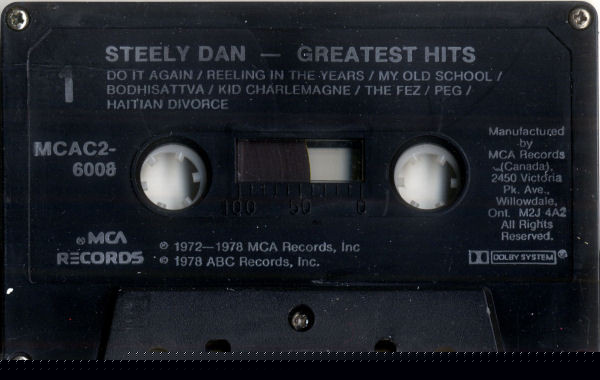 STEELY DAN — GREATEST HITS
1
DO IT AGAIN / REELING IN THE YEARS / MY OLD SCHOOL /
BODHISATTVA / KID CHARLEMAGNE / THE FEZ / PEG /
HAITIAN DIVORCE
MCAC2-
6008
100 50 0
Manufactured
by
MCA Records
(Canada),
2450 Victoria
Pk. Ave.,
Willowdale,
Ont. M2J 4A2
All Rights
Reserved.
MCA
RECORDS
℗ 1972—1978 MCA Records, Inc
© 1978 ABC Records, Inc.
DOLBY SYSTEM®